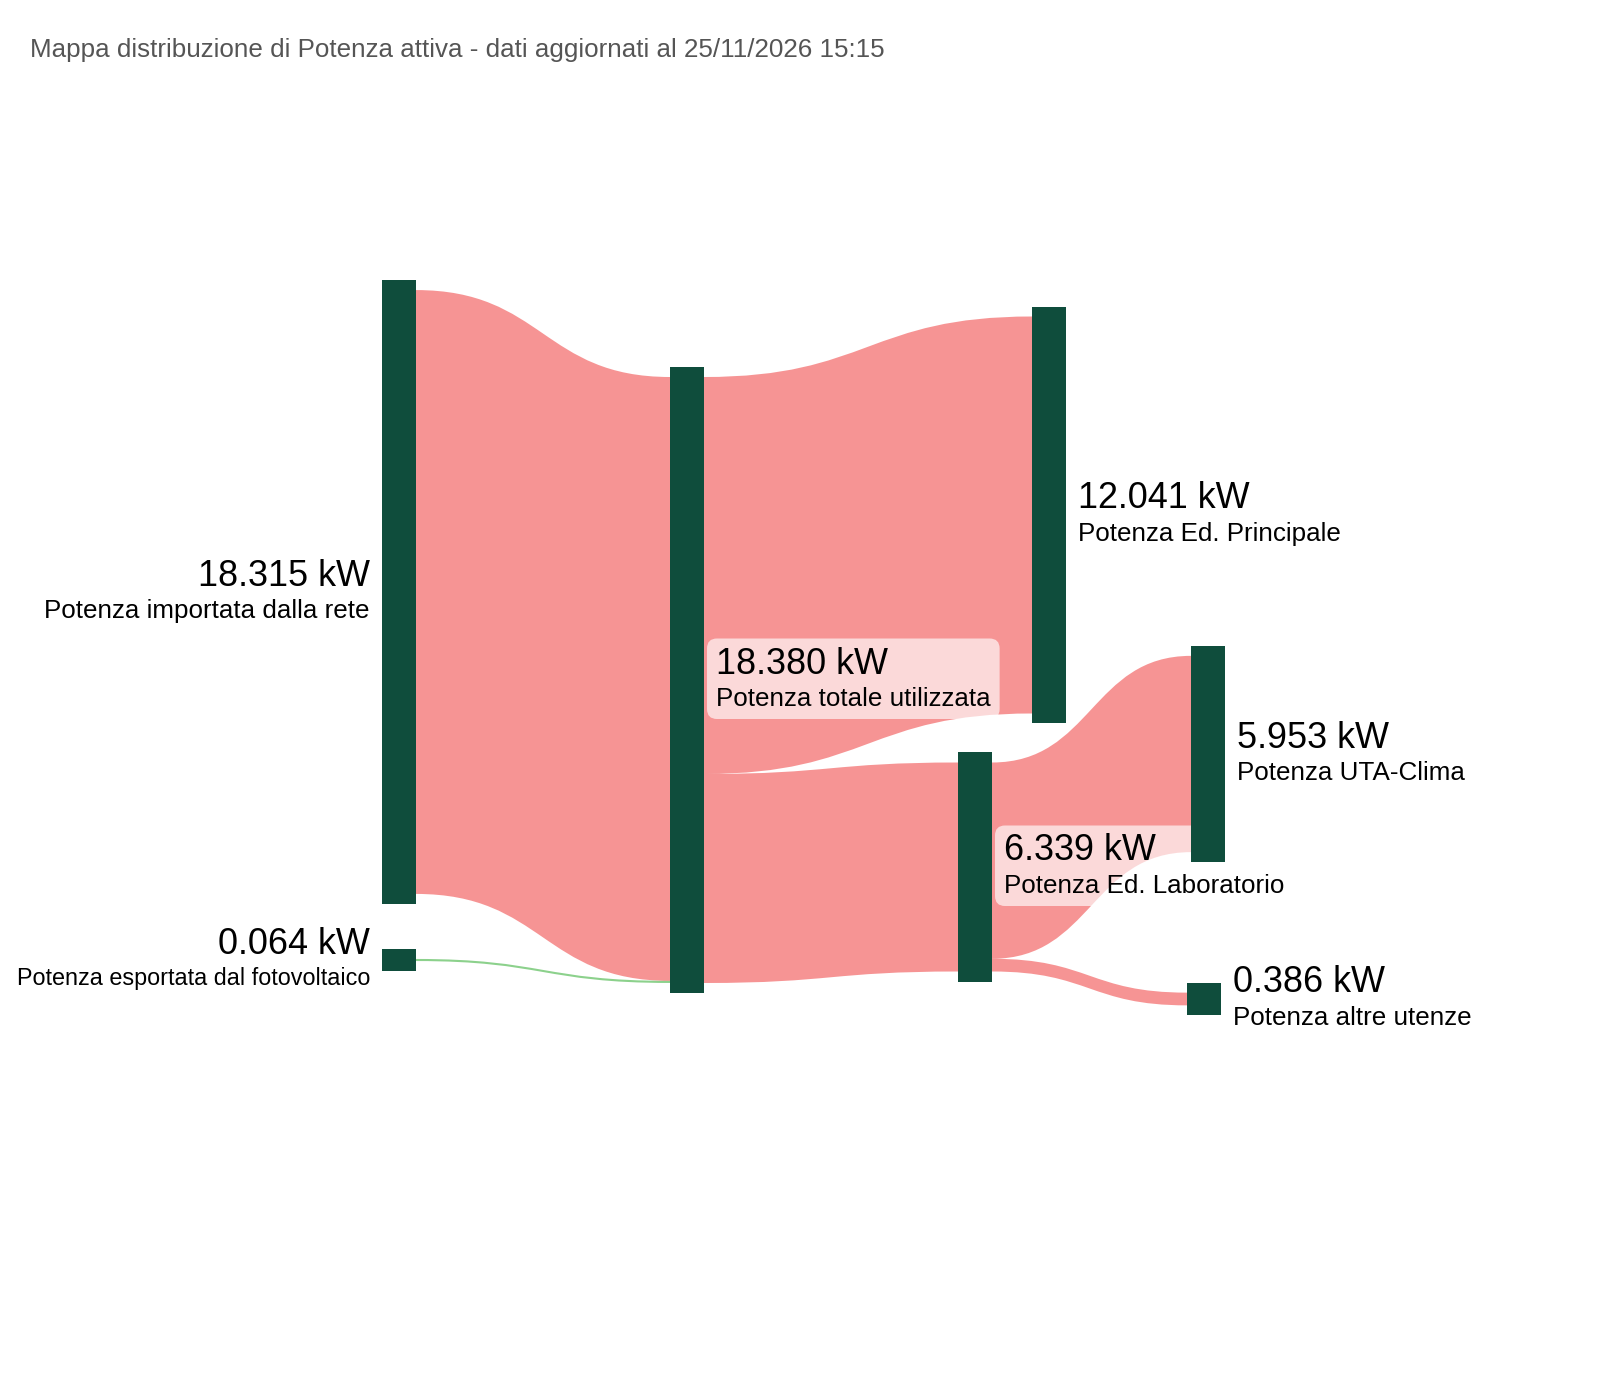 Mappa distribuzione di Potenza attiva - dati aggiornati al 25/11/2026 15:15
18.315 kW
Potenza importata dalla rete
0.064 kW
Potenza esportata dal fotovoltaico
18.380 kW
Potenza totale utilizzata
12.041 kW
Potenza Ed. Principale
6.339 kW
Potenza Ed. Laboratorio
5.953 kW
Potenza UTA-Clima
0.386 kW
Potenza altre utenze